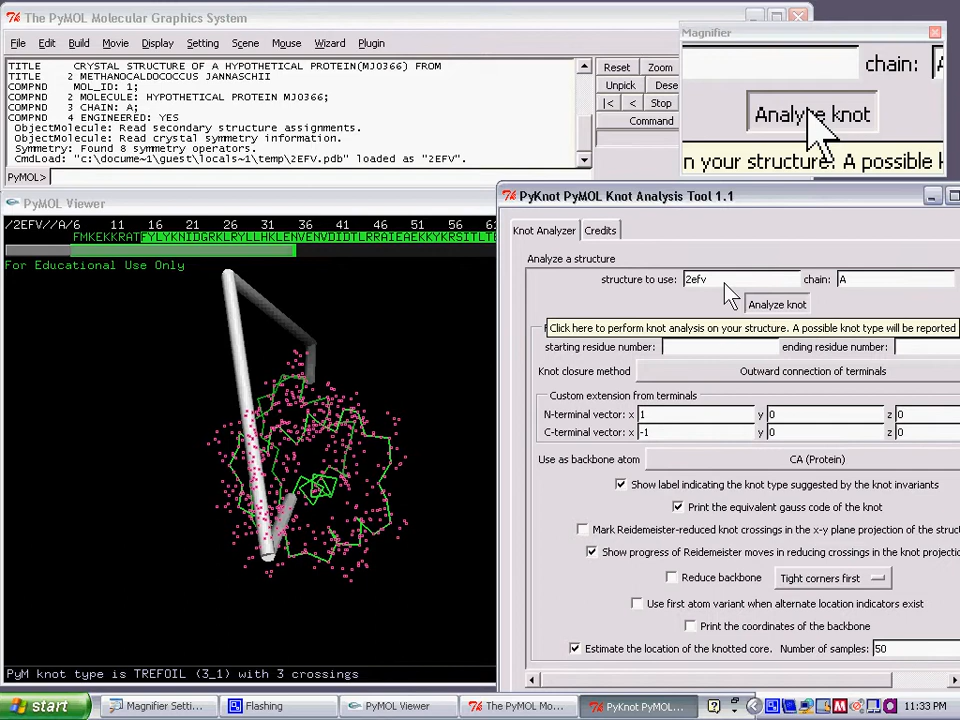 The PyMOL Molecular Graphics System
File Edit Build Movie Display Setting Scene Mouse Wizard Plugin
TITLE CRYSTAL STRUCTURE OF A HYPOTHETICAL PROTEIN(MJ0366) FROM
TITLE 2 METHANOCALDOCOCCUS JANNASCHII
COMPND MOL_ID: 1;
COMPND 2 MOLECULE: HYPOTHETICAL PROTEIN MJ0366;
COMPND 3 CHAIN: A;
COMPND 4 ENGINEERED: YES
ObjectMolecule: Read secondary structure assignments.
ObjectMolecule: Read crystal symmetry information.
Symmetry: Found 8 symmetry operators.
CmdLoad: "c:\docume~1\guest\locals~1\temp\2EFV.pdb" loaded as "2EFV".
PyMOL>
Reset Zoom
Unpick Dese
|< < Stop
Command
Magnifier
chain: A
Analyze knot
n your structure. A possible k
PyMOL Viewer
/2EFV//A/ 6 11 16 21 26 31 36 41 46 51 56 61
FMKEKKRATFYLYKNIDGRKLRYLLHKLENVENVDIDTLRRAIEAEKKYKRSITLTE
For Educational Use Only
PyM knot type is TREFOIL (3_1) with 3 crossings
PyKnot PyMOL Knot Analysis Tool 1.1
Knot Analyzer Credits
Analyze a structure
structure to use: 2efv chain: A
Analyze knot
Click here to perform knot analysis on your structure. A possible knot type will be reported
starting residue number: ending residue number:
Knot closure method Outward connection of terminals
Custom extension from terminals
N-terminal vector: x 1 y 0 z 0
C-terminal vector: x -1 y 0 z 0
Use as backbone atom CA (Protein)
Show label indicating the knot type suggested by the knot invariants
Print the equivalent gauss code of the knot
Mark Reidemeister-reduced knot crossings in the x-y plane projection of the struct
Show progress of Reidemeister moves in reducing crossings in the knot projectio
Reduce backbone Tight corners first
Use first atom variant when alternate location indicators exist
Print the coordinates of the backbone
Estimate the location of the knotted core. Number of samples: 50
start Magnifier Setti... Flashing PyMOL Viewer The PyMOL Mo... PyKnot PyMOL... 11:33 PM